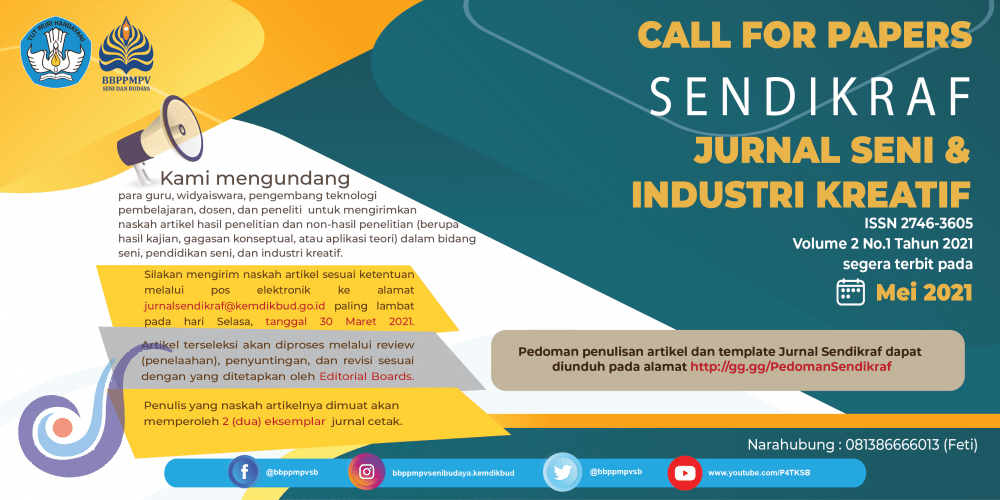 TUT WURI HANDAYANI
BBPPMPV
SENI DAN BUDAYA
CALL FOR PAPERS
SENDIKRAF
JURNAL SENI &
INDUSTRI KREATIF
ISSN 2746-3605
Volume 2 No.1 Tahun 2021
segera terbit pada
Mei 2021
Kami mengundang
para guru, widyaiswara, pengembang teknologi
pembelajaran, dosen, dan peneliti untuk mengirimkan
naskah artikel hasil penelitian dan non-hasil penelitian (berupa
hasil kajian, gagasan konseptual, atau aplikasi teori) dalam bidang
seni, pendidikan seni, dan industri kreatif.
Silakan mengirim naskah artikel sesuai ketentuan
melalui pos elektronik ke alamat
jurnalsendikraf@kemdikbud.go.id paling lambat
pada hari Selasa, tanggal 30 Maret 2021.
Artikel terseleksi akan diproses melalui review
(penelaahan), penyuntingan, dan revisi sesuai
dengan yang ditetapkan oleh Editorial Boards.
Penulis yang naskah artikelnya dimuat akan
memperoleh 2 (dua) eksemplar jurnal cetak.
Pedoman penulisan artikel dan template Jurnal Sendikraf dapat
diunduh pada alamat http://gg.gg/PedomanSendikraf
Narahubung : 081386666013 (Feti)
@bbppmpvsb
bbppmpvsenibudaya.kemdikbud
@bbppmpvsb
www.youtube.com/P4TKSB